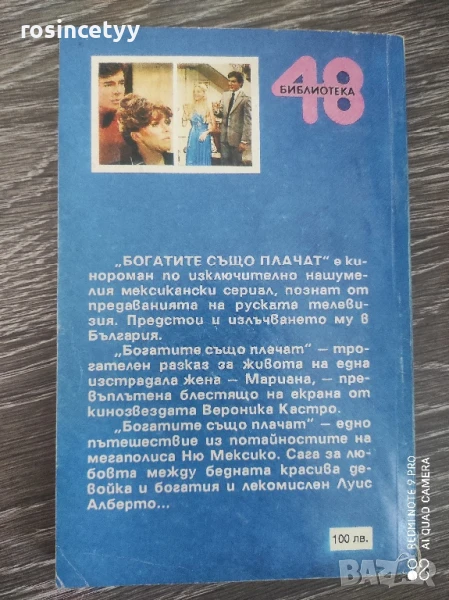 rosincetyy
48
БИБЛИОТЕКА
„БОГАТИТЕ СЪЩО ПЛАЧАТ“ е ки-
нороман по изключително нашуме-
лия мексикански сериал, познат от
предаванията на руската телеви-
зия. Предстои и излъчването му в
България.
„Богатите също плачат“ – тро-
гателен разказ за живота на една
изстрадала жена – Мариана, – пре-
въплътена блестящо на екрана от
кинозвездата Вероника Кастро.
„Богатите също плачат“ – едно
пътешествие из потайностите на
мегаполиса Ню Мексико. Сага за лю-
бовта между бедната красива де-
войка и богатия и лекомислен Луис
Алберто...
100 лв.
REDMI NOTE 9 PRO
AI QUAD CAMERA
BAZAR.BG